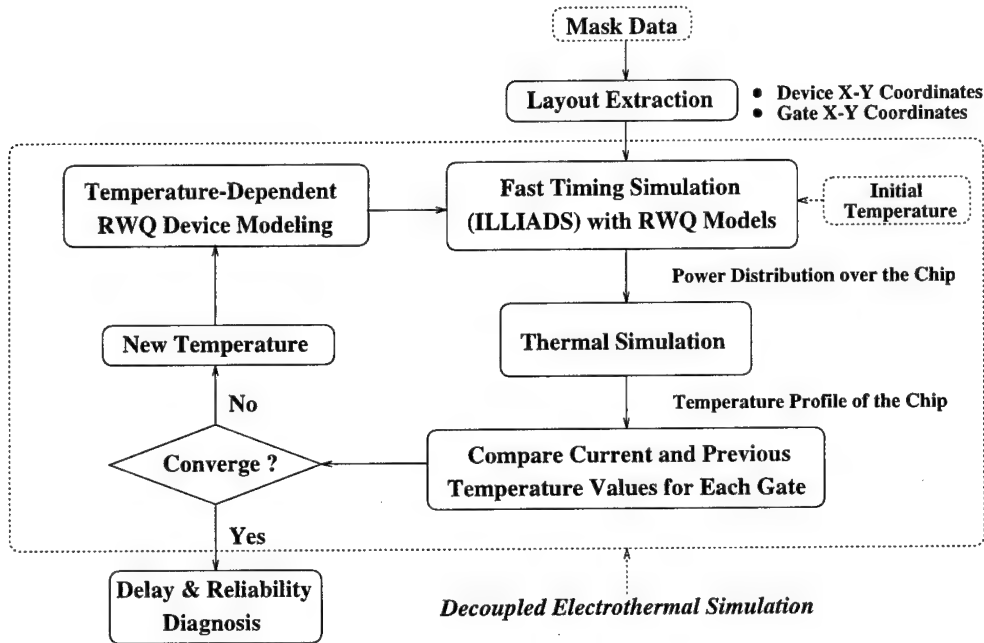 Mask Data
Layout Extraction
• Device X-Y Coordinates
• Gate X-Y Coordinates
Temperature-Dependent
RWQ Device Modeling
Fast Timing Simulation
(ILLIADS) with RWQ Models
Initial
Temperature
Power Distribution over the Chip
New Temperature
Thermal Simulation
No
Temperature Profile of the Chip
Converge ?
Compare Current and Previous
Temperature Values for Each Gate
Yes
Delay & Reliability
Diagnosis
Decoupled Electrothermal Simulation